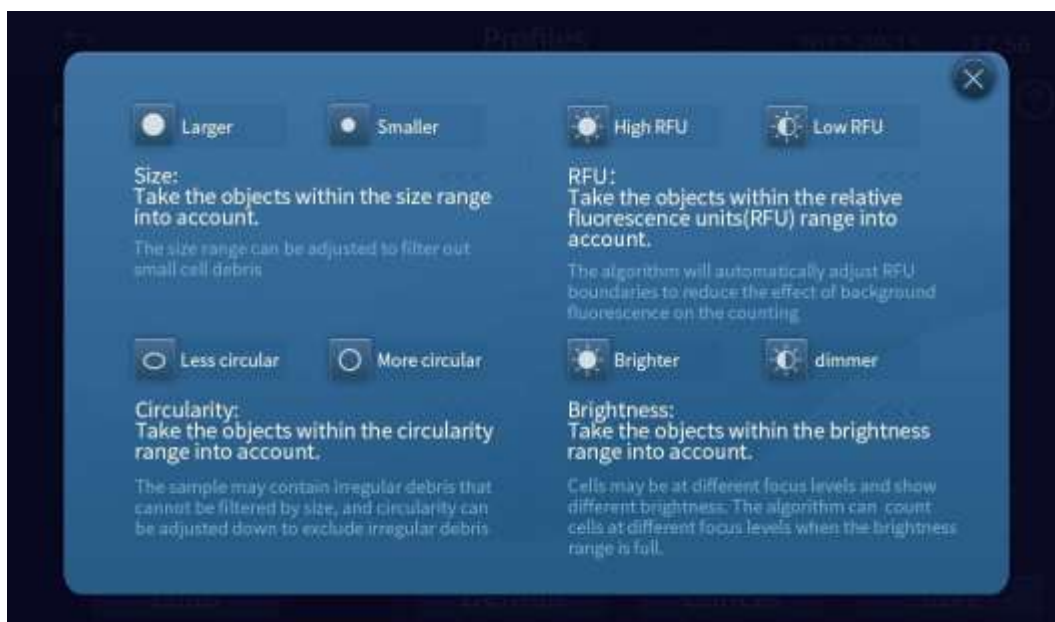 Profiles
Larger
Smaller
Size:
Take the objects within the size range
into account.
The size range can be adjusted to filter out
small cell debris
High RFU
Low RFU
RFU:
Take the objects within the relative
fluorescence units(RFU) range into
account.
The algorithm will automatically adjust RFU
boundaries to reduce the effect of background
fluorescence on the counting
Less circular
More circular
Circularity:
Take the objects within the circularity
range into account.
The sample may contain irregular debris that
cannot be filtered by size, and circularity can
be adjusted down to exclude irregular debris
Brighter
dimmer
Brightness:
Take the objects within the brightness
range into account.
Cells may be at different focus levels and show
different brightness. The algorithm can count
cells at different focus levels when the brightness
range is full.